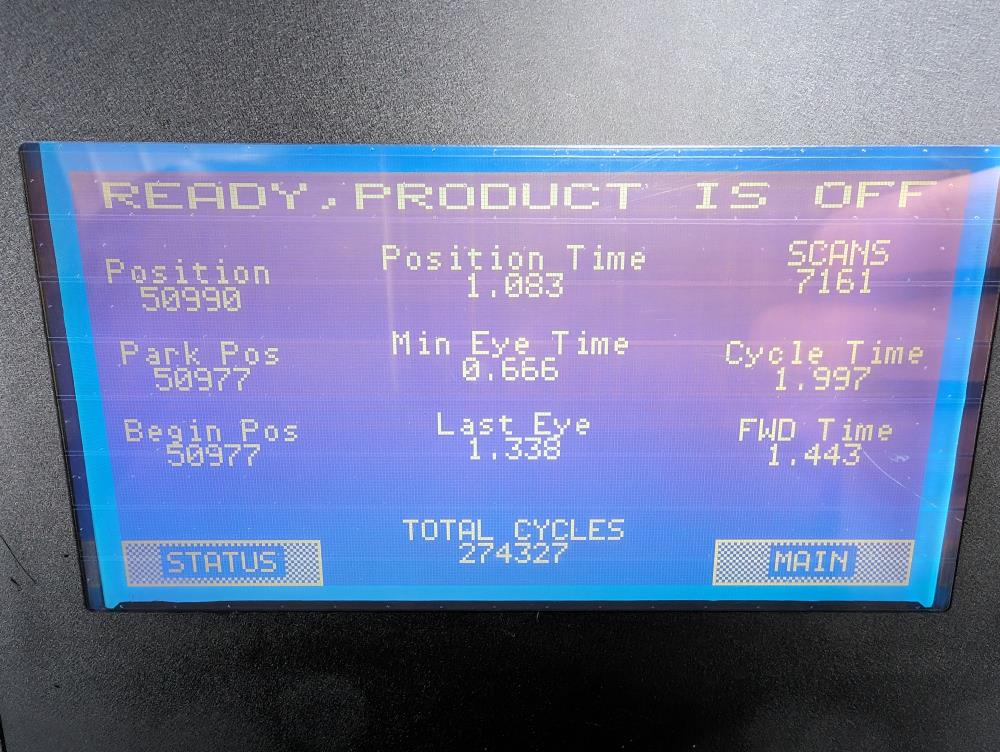 READY,PRODUCT IS OFF
Position
50990
Position Time
1.083
SCANS
7161
Park Pos
50977
Min Eye Time
0.666
Cycle Time
1.997
Begin Pos
50977
Last Eye
1.338
FWD Time
1.443
TOTAL CYCLES
274327
STATUS
MAIN